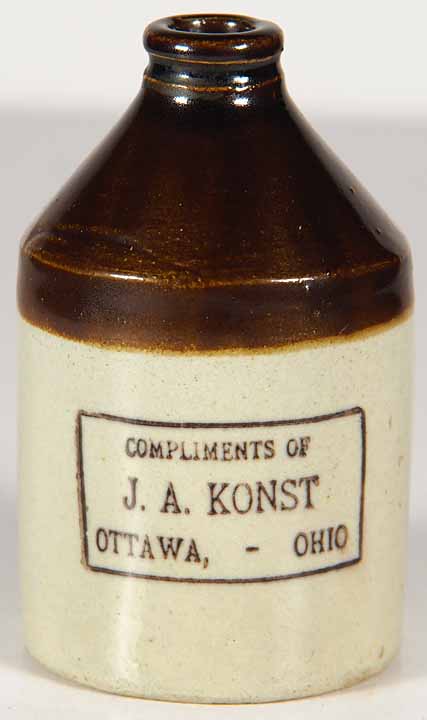 COMPLIMENTS OF
J. A. KONST
OTTAWA, - OHIO